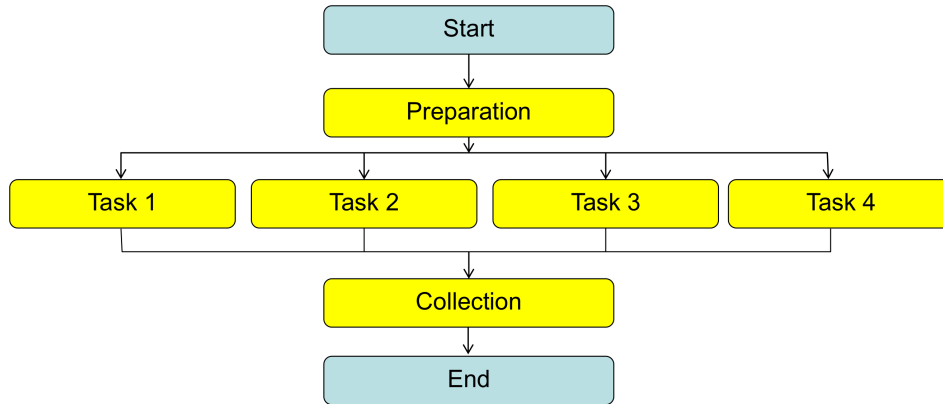 Start
Preparation
Task 1
Task 2
Task 3
Task 4
Collection
End